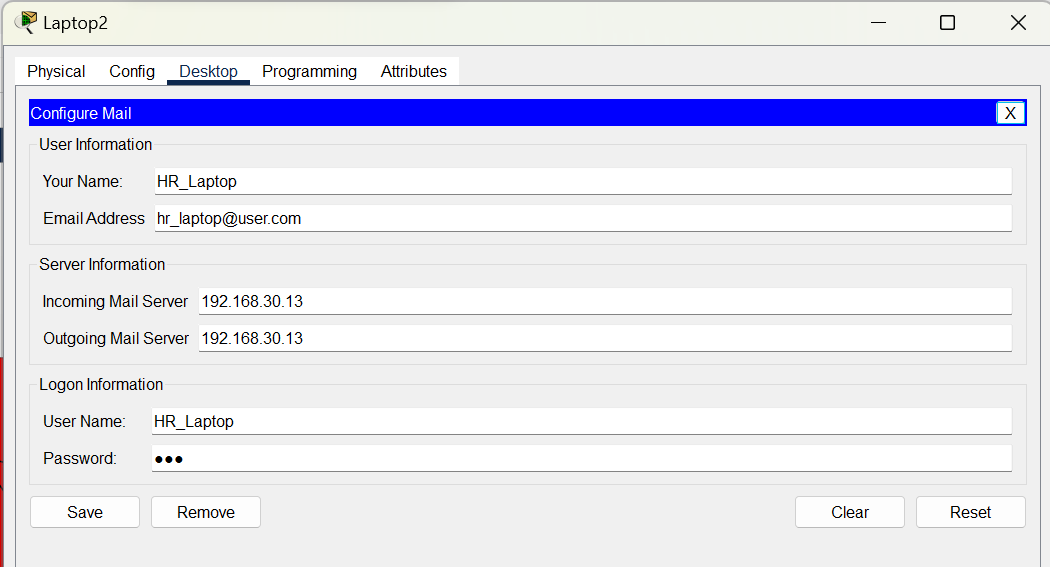 Laptop2
Physical Config Desktop Programming Attributes
Configure Mail X
User Information
Your Name: HR_Laptop
Email Address hr_laptop@user.com
Server Information
Incoming Mail Server 192.168.30.13
Outgoing Mail Server 192.168.30.13
Logon Information
User Name: HR_Laptop
Password: ●●●
Save Remove Clear Reset